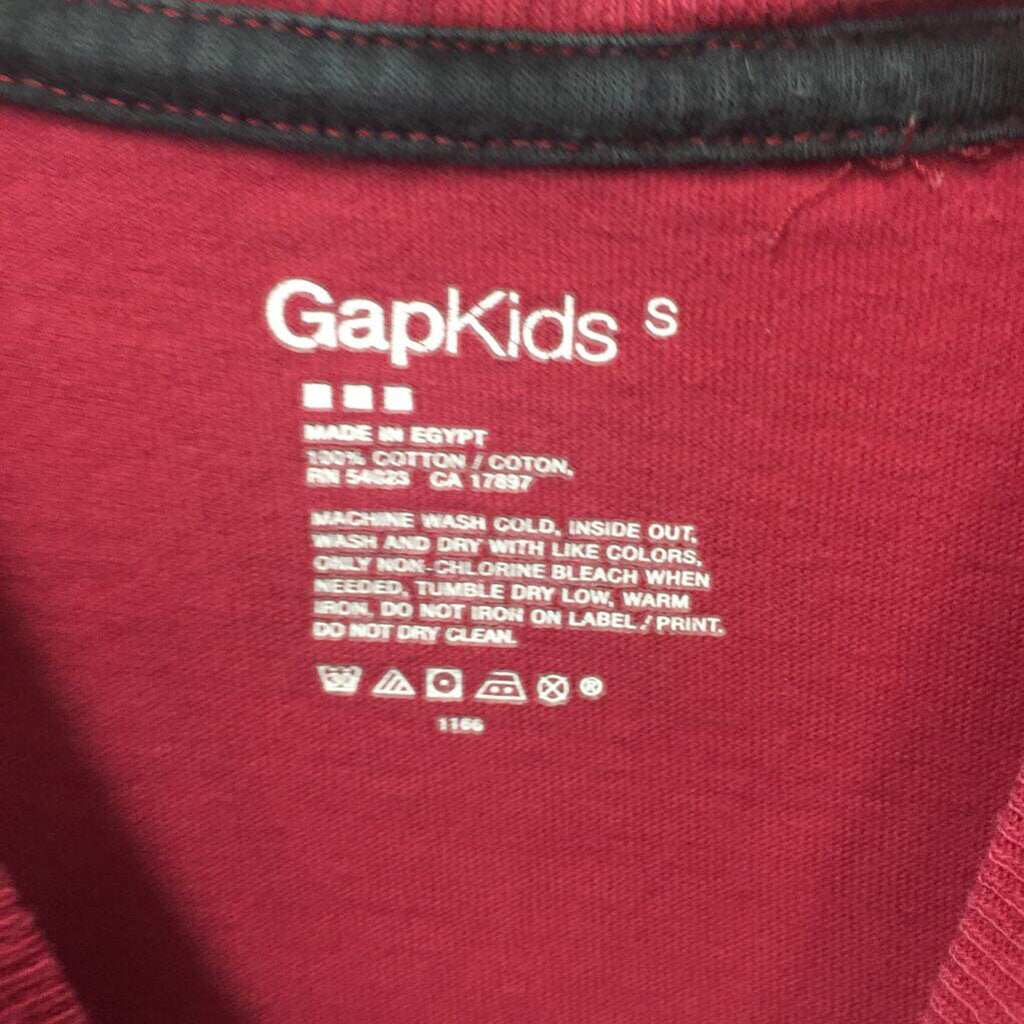 GapKids S
MADE IN EGYPT
100% COTTON / COTON,
RN 54023 CA 17897
MACHINE WASH COLD, INSIDE OUT,
WASH AND DRY WITH LIKE COLORS,
ONLY NON-CHLORINE BLEACH WHEN
NEEDED, TUMBLE DRY LOW, WARM
IRON, DO NOT IRON ON LABEL / PRINT,
DO NOT DRY CLEAN.
30 ®
1166